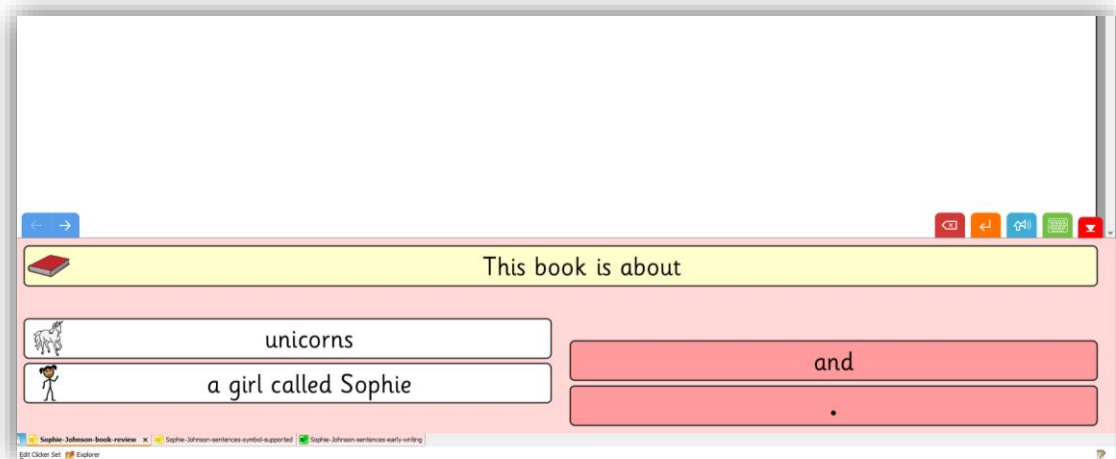 This book is about
unicorns
a girl called Sophie
and
.
Sophie-Johnson-book-review x
Sophie-Johnson-sentences-symbol-supported
Sophie-Johnson-sentences-early-writing
Edit Clicker Set
Explorer